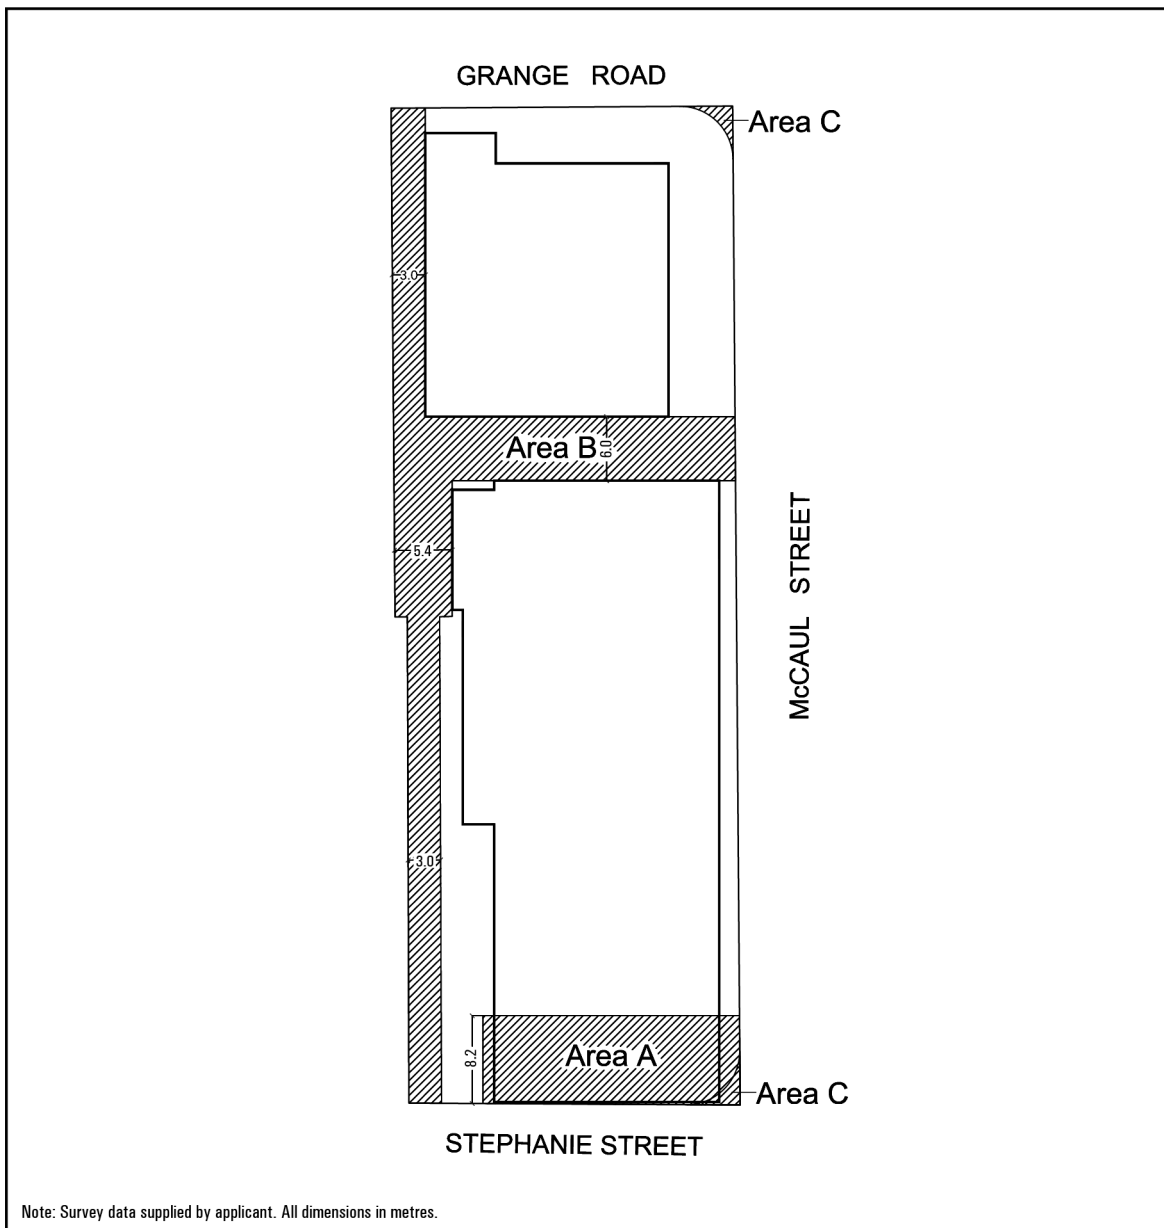 GRANGE ROAD
Area C
3.0
Area B
6.0
5.4
McCAUL STREET
3.0
8.2
Area A
Area C
STEPHANIE STREET
Note: Survey data supplied by applicant. All dimensions in metres.